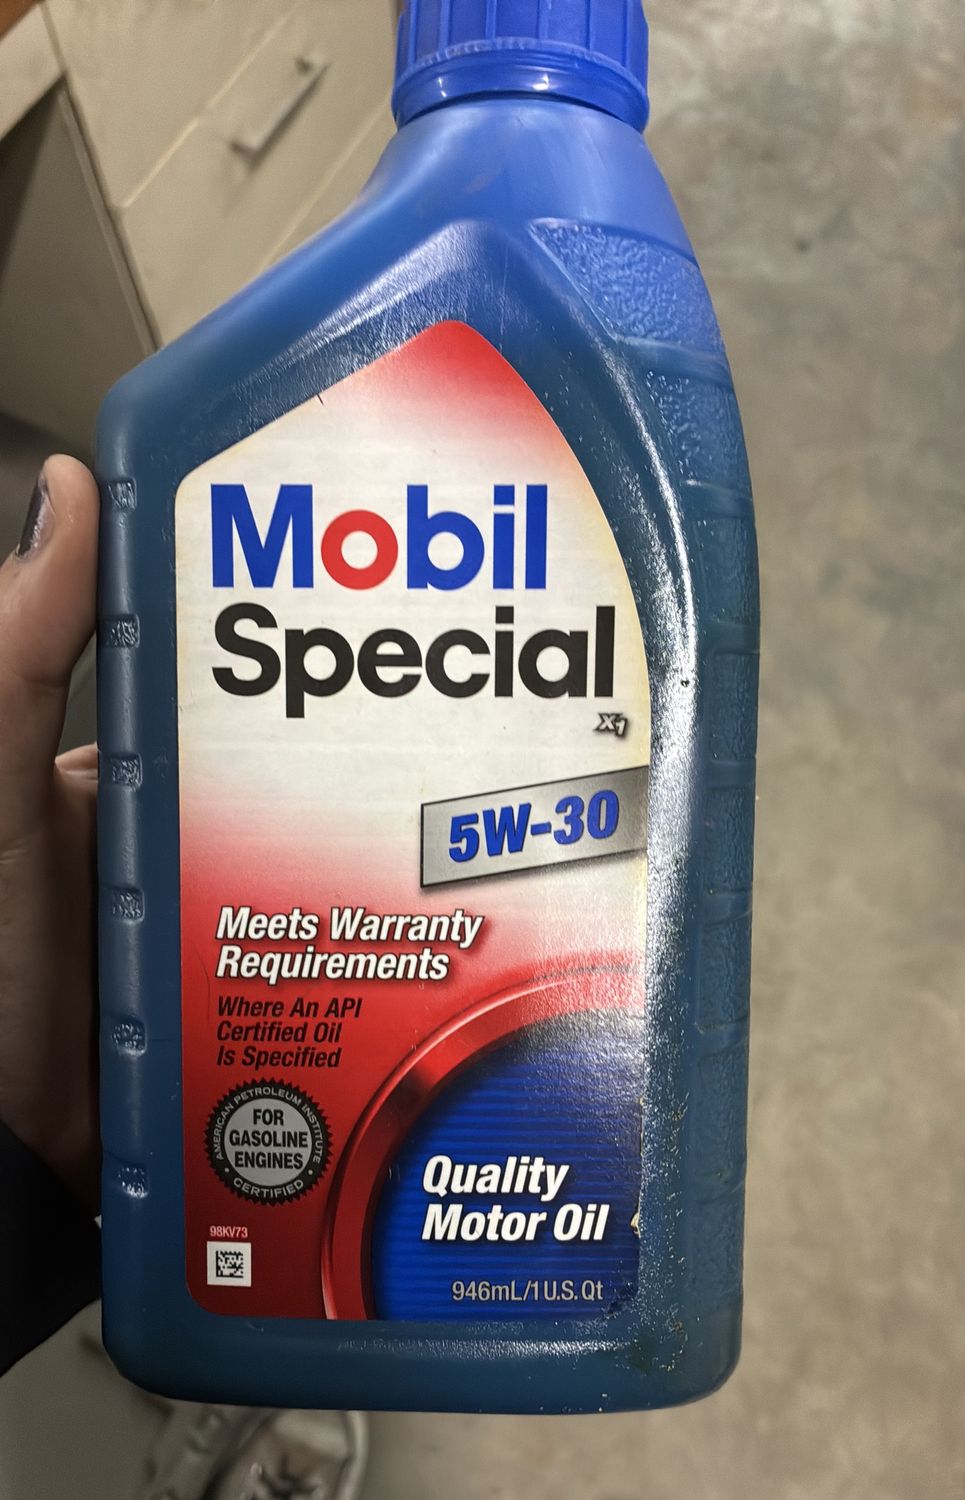 Mobil
Special
X1
5W-30
Meets Warranty
Requirements
Where An API
Certified Oil
Is Specified
AMERICAN PETROLEUM INSTITUTE
FOR
GASOLINE
ENGINES
CERTIFIED
Quality
Motor Oil
98KV73
946mL/1 U.S. Qt